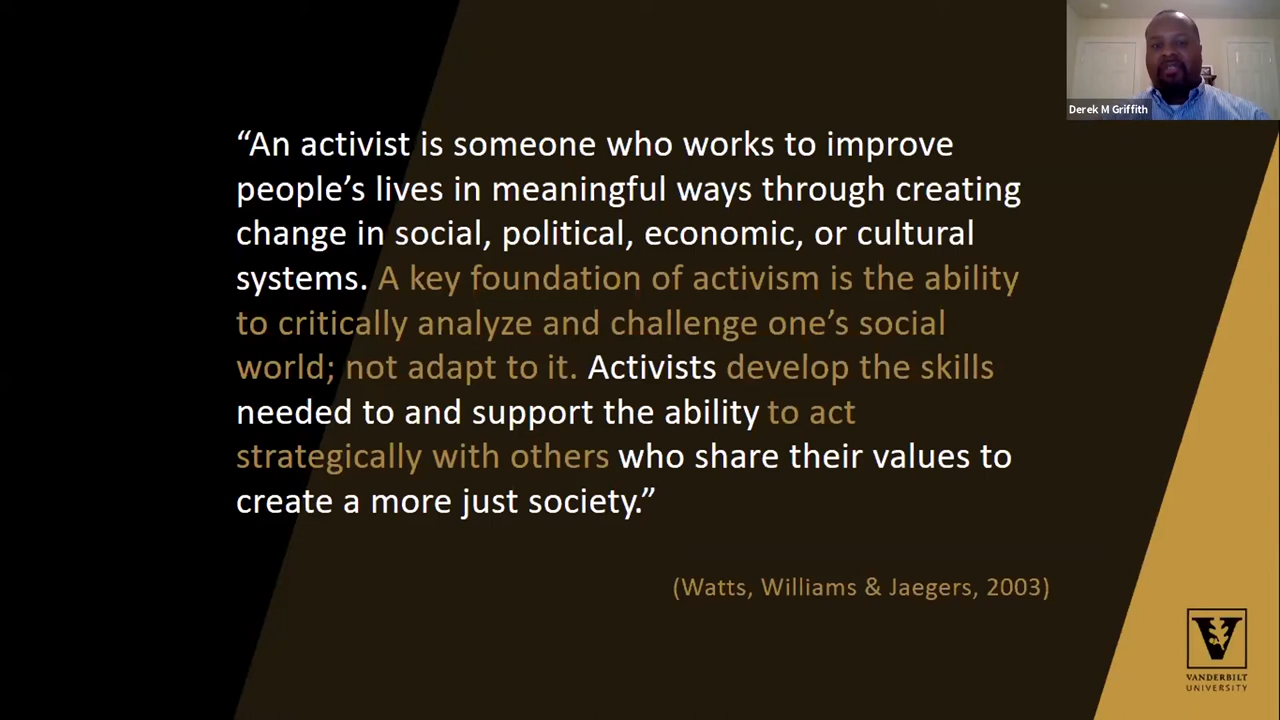 Derek M Griffith
“An activist is someone who works to improve
people’s lives in meaningful ways through creating
change in social, political, economic, or cultural
systems. A key foundation of activism is the ability
to critically analyze and challenge one’s social
world; not adapt to it. Activists develop the skills
needed to and support the ability to act
strategically with others who share their values to
create a more just society.”
(Watts, Williams & Jaegers, 2003)
V
VANDERBILT
UNIVERSITY